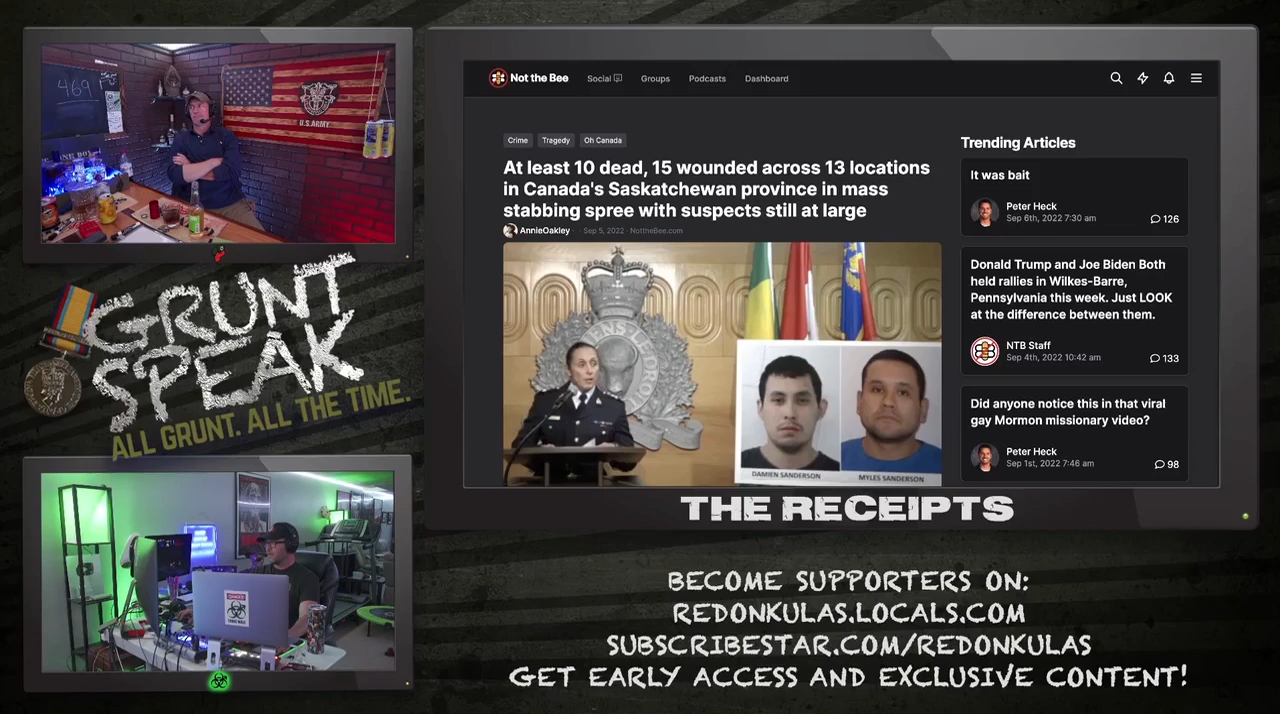 469
U.S. ARMY
GRUNT
SPEAK
ALL GRUNT. ALL THE TIME.
DANGER
Not the Bee
Social
Groups
Podcasts
Dashboard
Crime
Tragedy
Oh Canada
At least 10 dead, 15 wounded across 13 locations
in Canada's Saskatchewan province in mass
stabbing spree with suspects still at large
AnnieOakley · Sep 5, 2022 · NottheBee.com
DAMIEN SANDERSON
MYLES SANDERSON
Trending Articles
It was bait
Peter Heck
Sep 6th, 2022 7:30 am
126
Donald Trump and Joe Biden Both
held rallies in Wilkes-Barre,
Pennsylvania this week. Just LOOK
at the difference between them.
NTB Staff
Sep 4th, 2022 10:42 am
133
Did anyone notice this in that viral
gay Mormon missionary video?
Peter Heck
Sep 1st, 2022 7:46 am
98
THE RECEIPTS
BECOME SUPPORTERS ON:
REDONKULAS.LOCALS.COM
SUBSCRIBESTAR.COM/REDONKULAS
GET EARLY ACCESS AND EXCLUSIVE CONTENT!